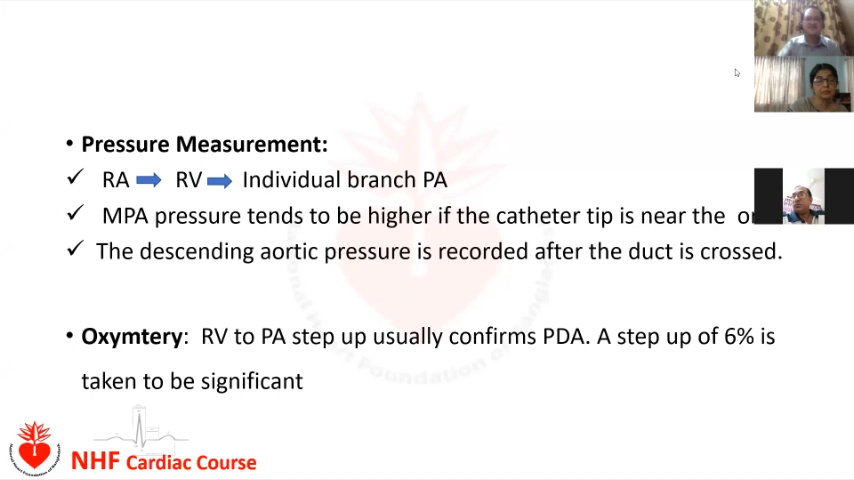 • Pressure Measurement:
✓ RA → RV → Individual branch PA
✓ MPA pressure tends to be higher if the catheter tip is near the
✓ The descending aortic pressure is recorded after the duct is crossed.
• Oxymtery: RV to PA step up usually confirms PDA. A step up of 6% is
taken to be significant
NHF Cardiac Course